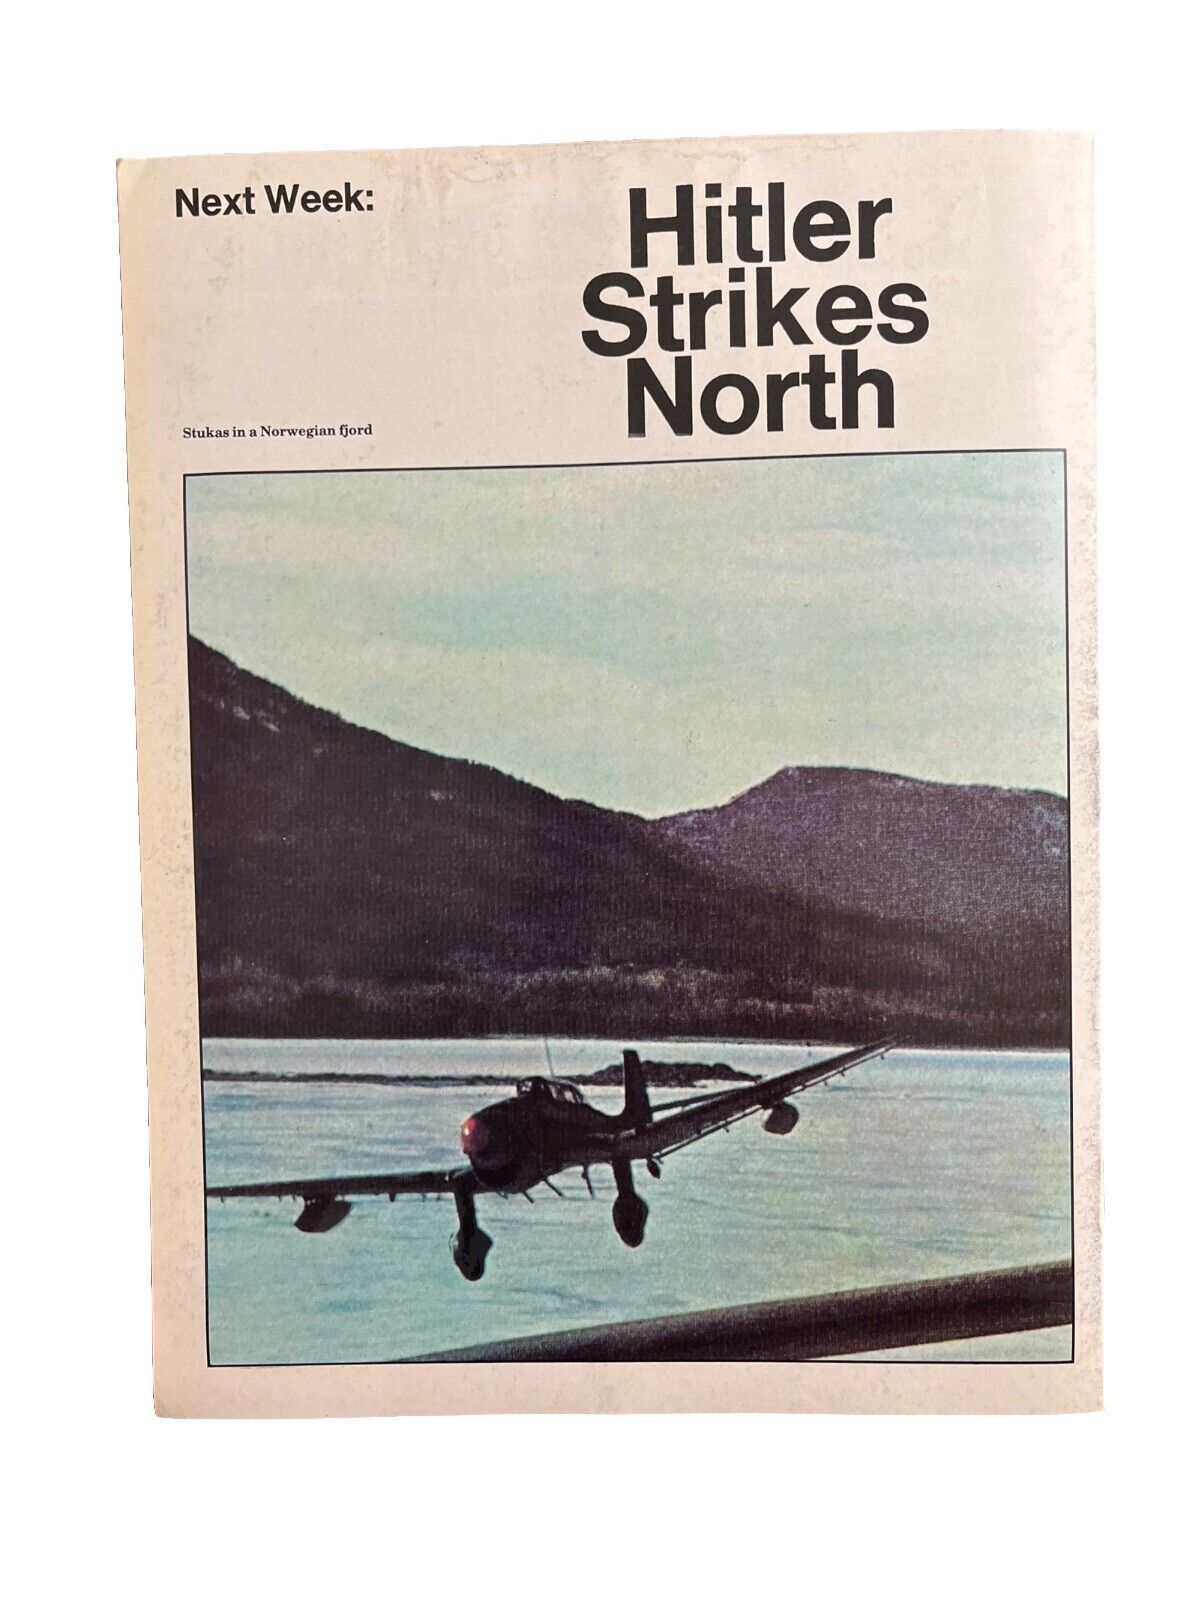 Next Week:
Hitler
Strikes
North
Stukas in a Norwegian fjord